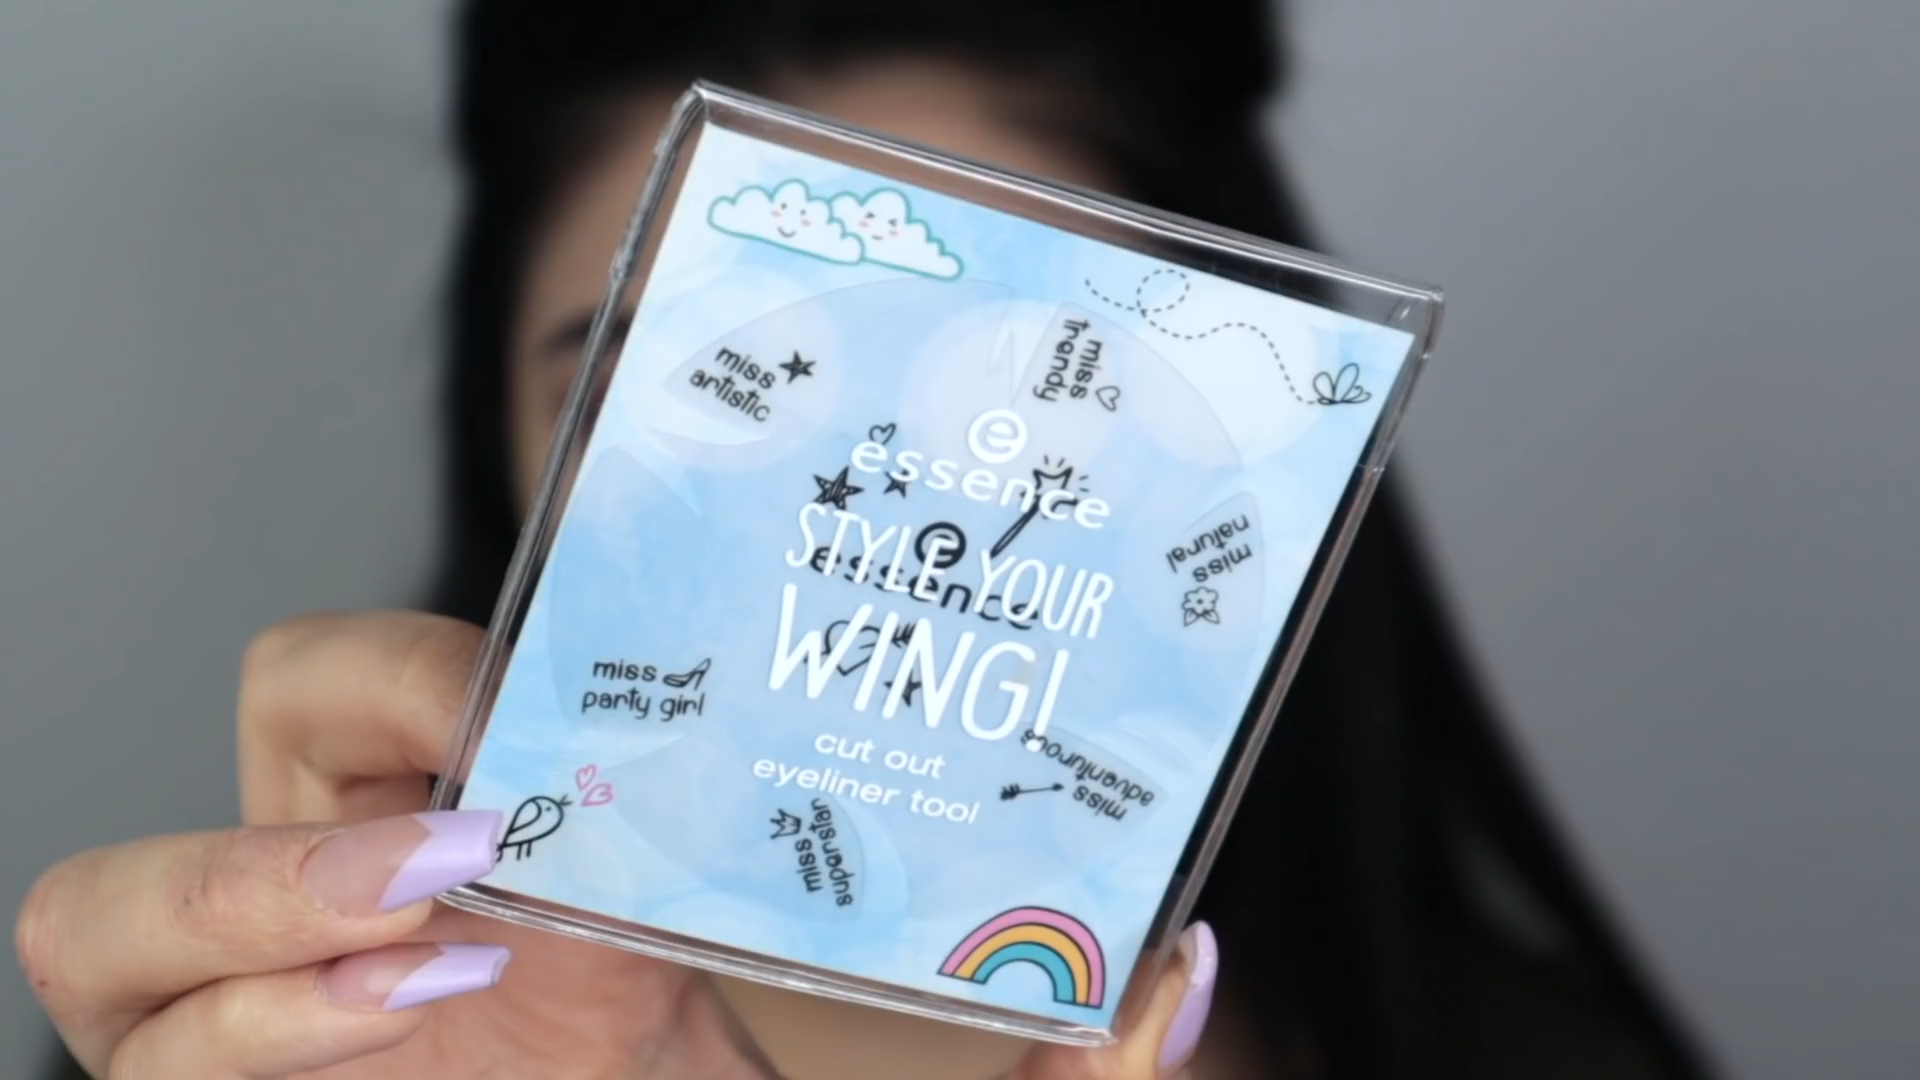 miss
artistic
miss
trendy
e
essence
STYLE YOUR
WING!
cut out
eyeliner tool
e
essence
miss
natural
miss
party girl
miss
adventurous
miss
superstar